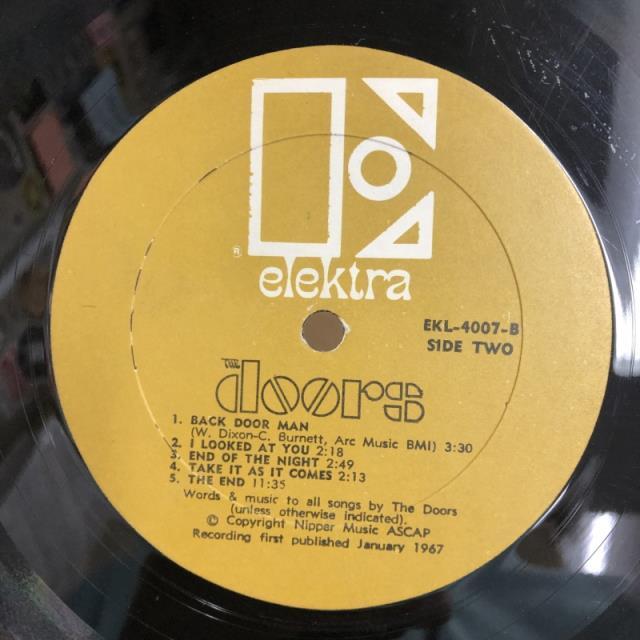 elektra
®
EKL-4007-B
SIDE TWO
THE
doors
1. BACK DOOR MAN
(W. Dixon-C. Burnett, Arc Music BMI) 3:30
2. I LOOKED AT YOU 2:18
3. END OF THE NIGHT 2:49
4. TAKE IT AS IT COMES 2:13
5. THE END 11:35
Words & music to all songs by The Doors
(unless otherwise indicated).
© Copyright Nipper Music ASCAP
Recording first published January 1967